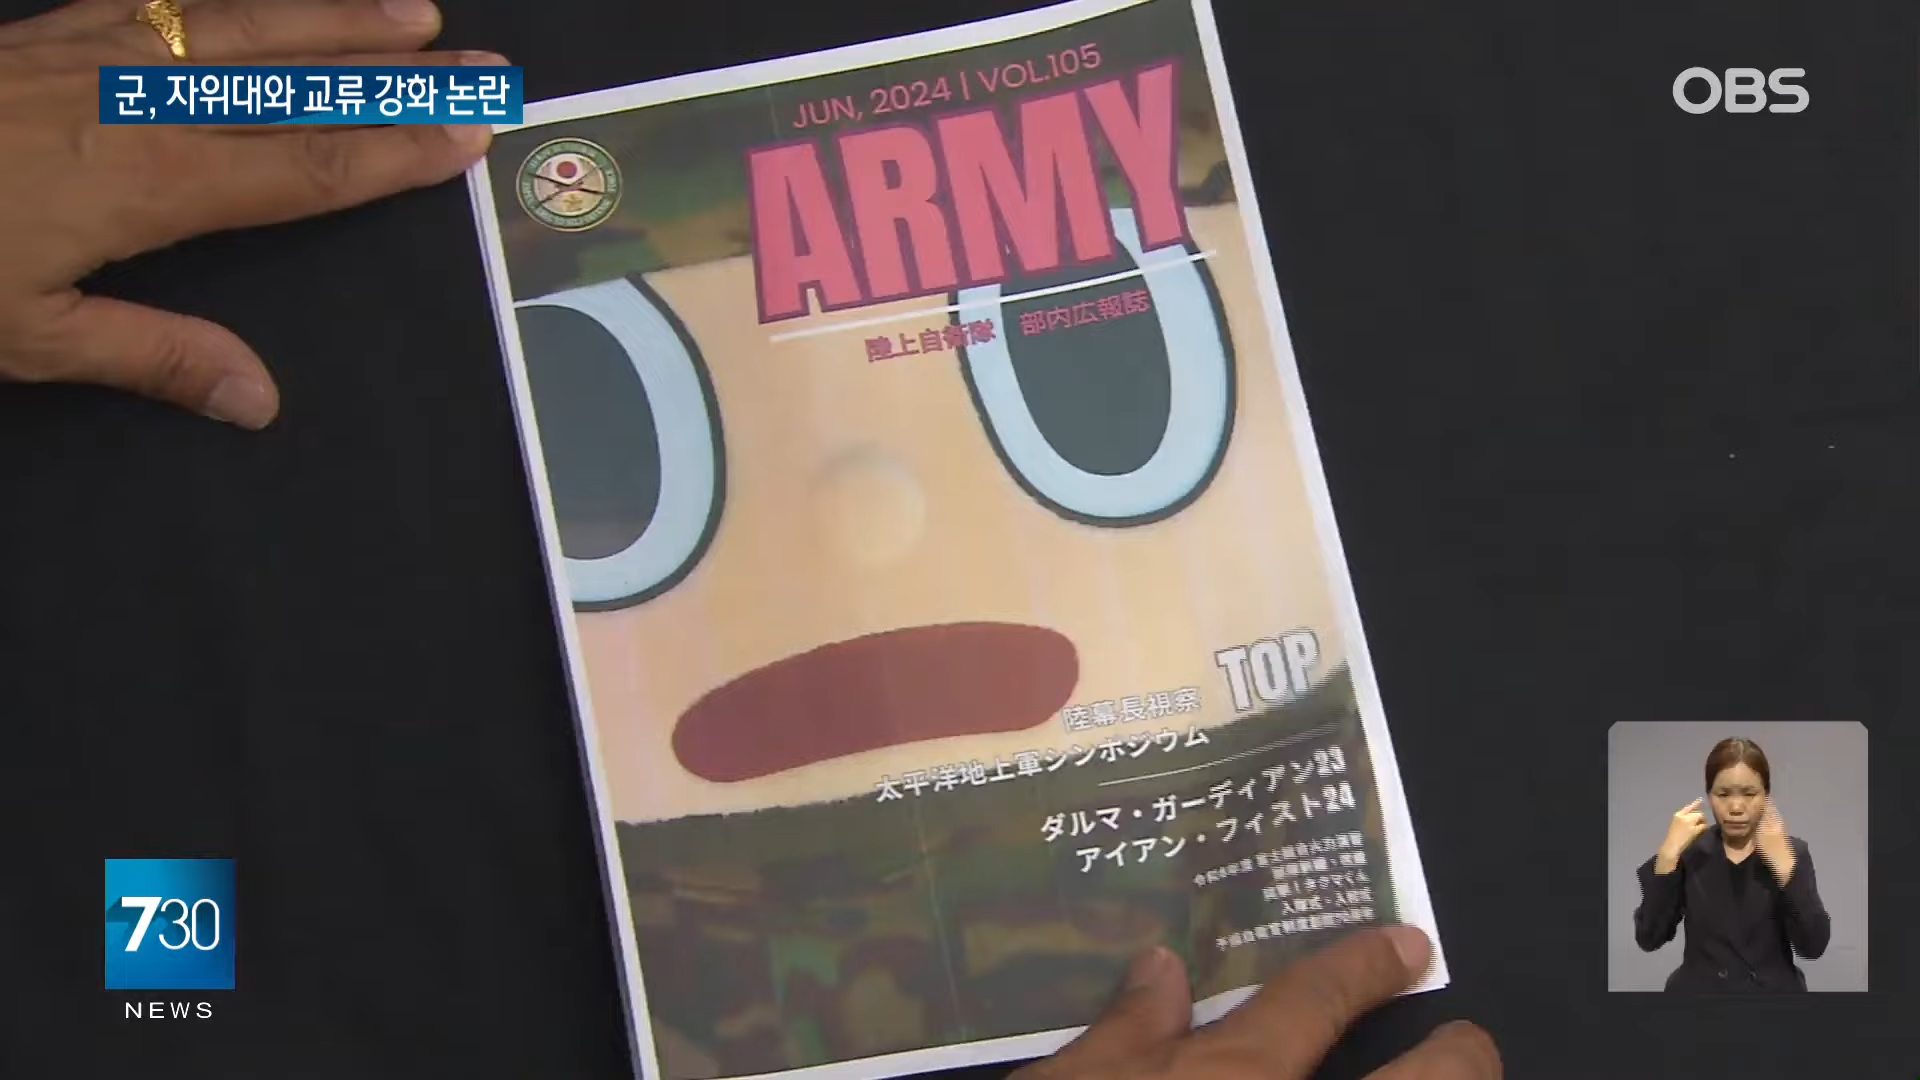 군, 자위대와 교류 강화 논란
OBS
JUN, 2024 | VOL.105
ARMY
陸上自衛隊 部内広報誌
TOP
陸幕長視察
太平洋地上軍シンポジウム
ダルマ・ガーディアン23
アイアン・フィスト24
730
NEWS